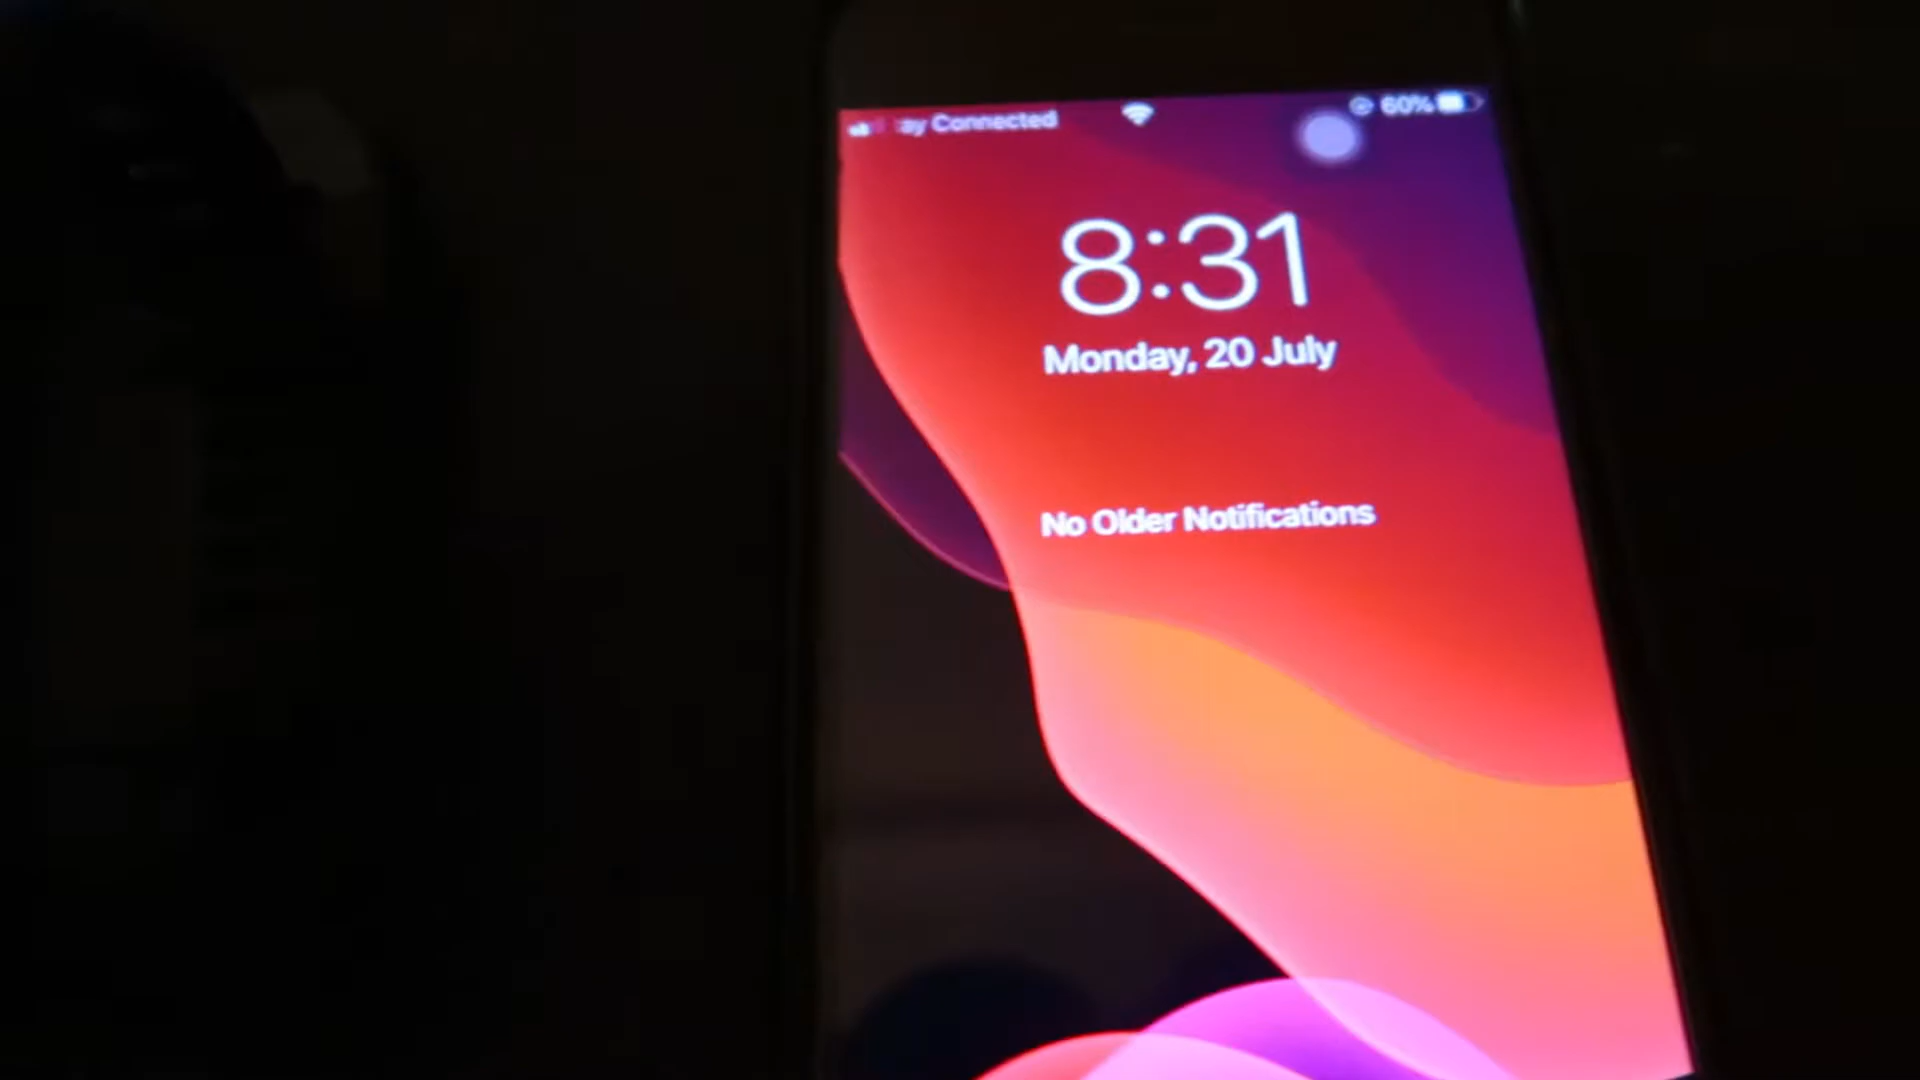 Connected
60%
8:31
Monday, 20 July
No Older Notifications